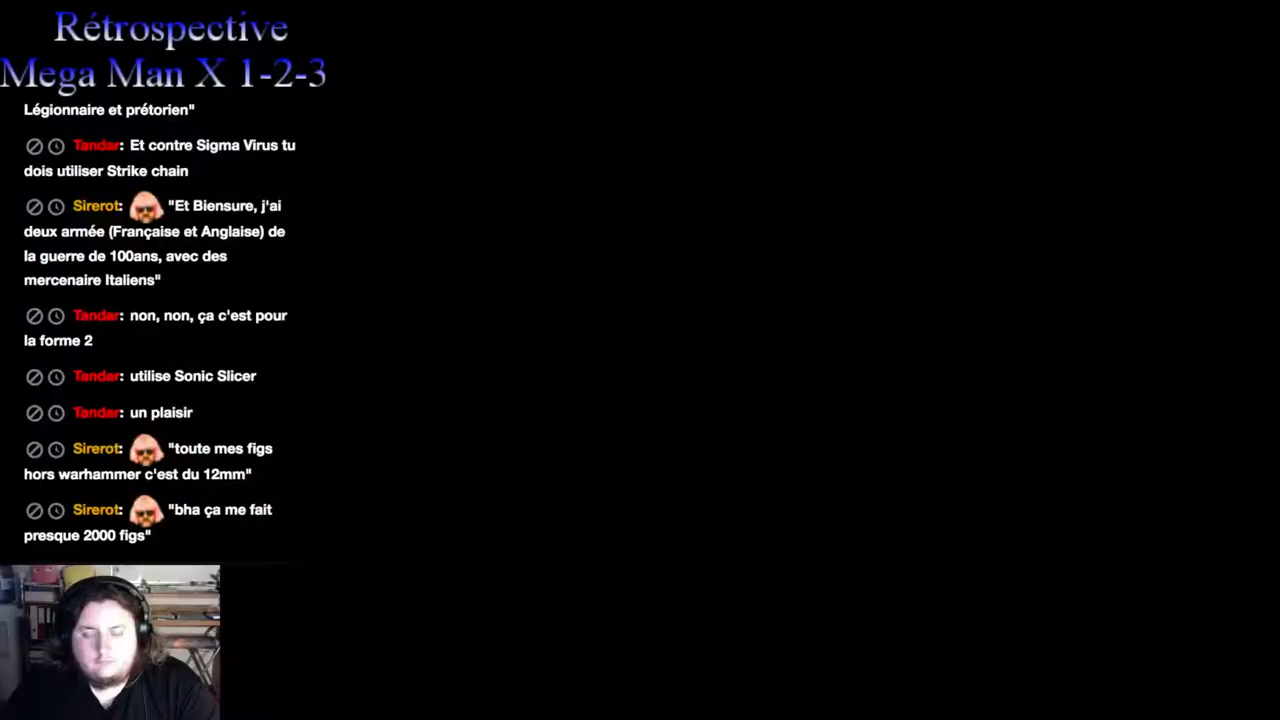 Rétrospective
Mega Man X 1-2-3
Légionnaire et prétorien"
Tandar: Et contre Sigma Virus tu
dois utiliser Strike chain
Sirerot: "Et Biensure, j'ai
deux armée (Française et Anglaise) de
la guerre de 100ans, avec des
mercenaire Italiens"
Tandar: non, non, ça c'est pour
la forme 2
Tandar: utilise Sonic Slicer
Tandar: un plaisir
Sirerot: "toute mes figs
hors warhammer c'est du 12mm"
Sirerot: "bha ça me fait
presque 2000 figs"